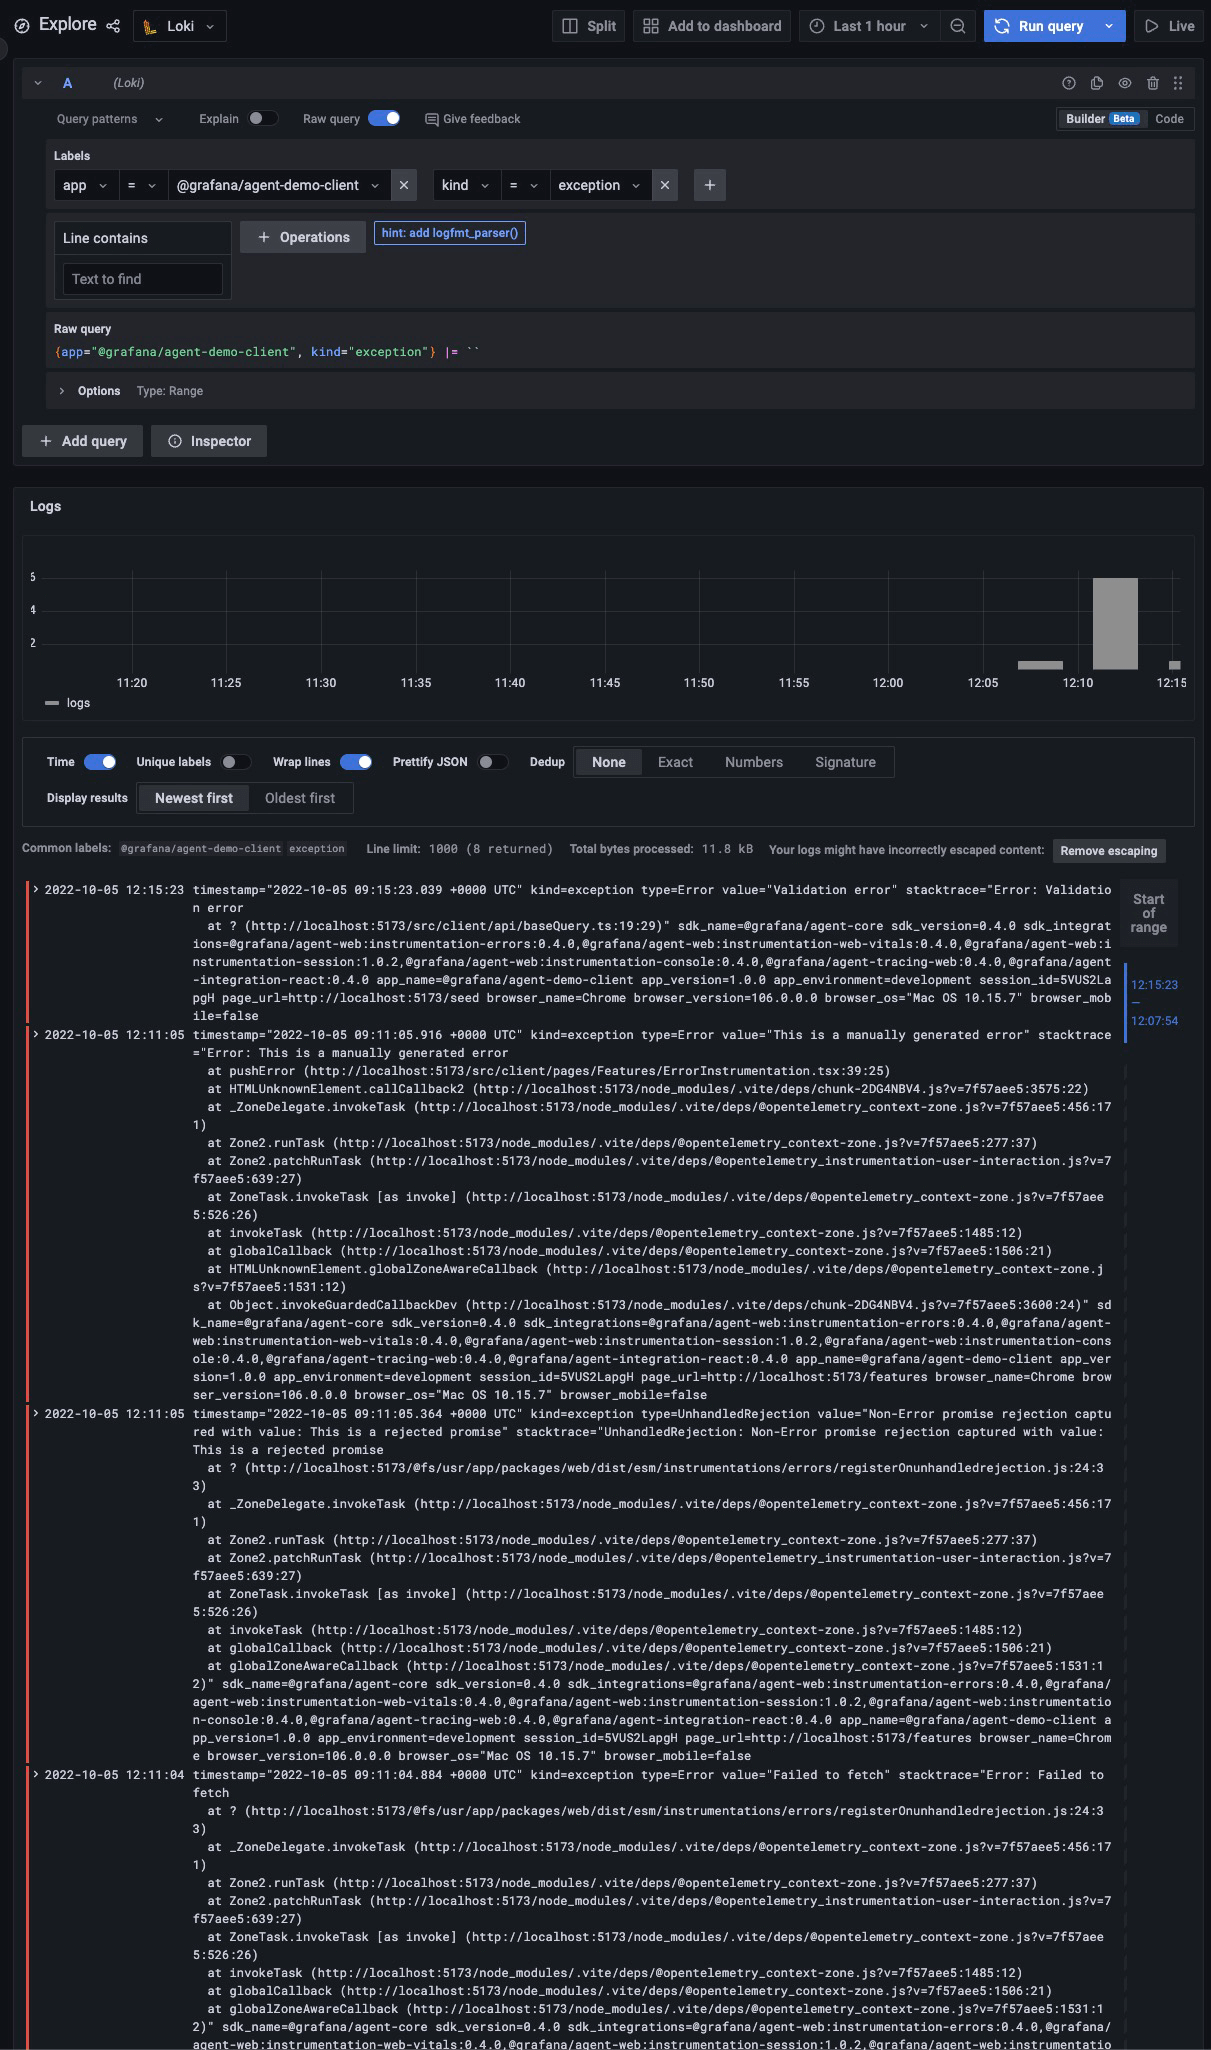 Explore
Loki
Split
Add to dashboard
Last 1 hour
Run query
Live
A
(Loki)
Query patterns
Explain
Raw query
Give feedback
Builder Beta
Code
Labels
app = @grafana/agent-demo-client kind = exception
Line contains
+ Operations
hint: add logfmt_parser()
Text to find
Raw query
{app="@grafana/agent-demo-client", kind="exception"} |= ``
Options Type: Range
+ Add query
Inspector
Logs
6
4
2
11:20 11:25 11:30 11:35 11:40 11:45 11:50 11:55 12:00 12:05 12:10 12:15
logs
Time Unique labels Wrap lines Prettify JSON Dedup None Exact Numbers Signature
Display results Newest first Oldest first
Common labels: @grafana/agent-demo-client exception Line limit: 1000 (8 returned) Total bytes processed: 11.8 kB Your logs might have incorrectly escaped content: Remove escaping
Start
of
range
12:15:23
—
12:07:54
2022-10-05 12:15:23 timestamp="2022-10-05 09:15:23.039 +0000 UTC" kind=exception type=Error value="Validation error" stacktrace="Error: Validatio
n error
at ? (http://localhost:5173/src/client/api/baseQuery.ts:19:29)" sdk_name=@grafana/agent-core sdk_version=0.4.0 sdk_integrat
ions=@grafana/agent-web:instrumentation-errors:0.4.0,@grafana/agent-web:instrumentation-web-vitals:0.4.0,@grafana/agent-web:i
nstrumentation-session:1.0.2,@grafana/agent-web:instrumentation-console:0.4.0,@grafana/agent-tracing-web:0.4.0,@grafana/agent
-integration-react:0.4.0 app_name=@grafana/agent-demo-client app_version=1.0.0 app_environment=development session_id=5VUS2La
pgH page_url=http://localhost:5173/seed browser_name=Chrome browser_version=106.0.0.0 browser_os="Mac OS 10.15.7" browser_mob
ile=false
2022-10-05 12:11:05 timestamp="2022-10-05 09:11:05.916 +0000 UTC" kind=exception type=Error value="This is a manually generated error" stacktrace
="Error: This is a manually generated error
at pushError (http://localhost:5173/src/client/pages/Features/ErrorInstrumentation.tsx:39:25)
at HTMLUnknownElement.callCallback2 (http://localhost:5173/node_modules/.vite/deps/chunk-2DG4NBV4.js?v=7f57aee5:3575:22)
at _ZoneDelegate.invokeTask (http://localhost:5173/node_modules/.vite/deps/@opentelemetry_context-zone.js?v=7f57aee5:456:17
1)
at Zone2.runTask (http://localhost:5173/node_modules/.vite/deps/@opentelemetry_context-zone.js?v=7f57aee5:277:37)
at Zone2.patchRunTask (http://localhost:5173/node_modules/.vite/deps/@opentelemetry_instrumentation-user-interaction.js?v=7
f57aee5:639:27)
at ZoneTask.invokeTask [as invoke] (http://localhost:5173/node_modules/.vite/deps/@opentelemetry_context-zone.js?v=7f57aee
5:526:26)
at invokeTask (http://localhost:5173/node_modules/.vite/deps/@opentelemetry_context-zone.js?v=7f57aee5:1485:12)
at globalCallback (http://localhost:5173/node_modules/.vite/deps/@opentelemetry_context-zone.js?v=7f57aee5:1506:21)
at HTMLUnknownElement.globalZoneAwareCallback (http://localhost:5173/node_modules/.vite/deps/@opentelemetry_context-zone.j
s?v=7f57aee5:1531:12)
at Object.invokeGuardedCallbackDev (http://localhost:5173/node_modules/.vite/deps/chunk-2DG4NBV4.js?v=7f57aee5:3600:24)" sd
k_name=@grafana/agent-core sdk_version=0.4.0 sdk_integrations=@grafana/agent-web:instrumentation-errors:0.4.0,@grafana/agent-
web:instrumentation-web-vitals:0.4.0,@grafana/agent-web:instrumentation-session:1.0.2,@grafana/agent-web:instrumentation-cons
ole:0.4.0,@grafana/agent-tracing-web:0.4.0,@grafana/agent-integration-react:0.4.0 app_name=@grafana/agent-demo-client app_ver
sion=1.0.0 app_environment=development session_id=5VUS2LapgH page_url=http://localhost:5173/features browser_name=Chrome brow
ser_version=106.0.0.0 browser_os="Mac OS 10.15.7" browser_mobile=false
2022-10-05 12:11:05 timestamp="2022-10-05 09:11:05.364 +0000 UTC" kind=exception type=UnhandledRejection value="Non-Error promise rejection captu
red with value: This is a rejected promise" stacktrace="UnhandledRejection: Non-Error promise rejection captured with value:
This is a rejected promise
at ? (http://localhost:5173/@fs/usr/app/packages/web/dist/esm/instrumentations/errors/registerOnunhandledrejection.js:24:3
3)
at _ZoneDelegate.invokeTask (http://localhost:5173/node_modules/.vite/deps/@opentelemetry_context-zone.js?v=7f57aee5:456:17
1)
at Zone2.runTask (http://localhost:5173/node_modules/.vite/deps/@opentelemetry_context-zone.js?v=7f57aee5:277:37)
at Zone2.patchRunTask (http://localhost:5173/node_modules/.vite/deps/@opentelemetry_instrumentation-user-interaction.js?v=7
f57aee5:639:27)
at ZoneTask.invokeTask [as invoke] (http://localhost:5173/node_modules/.vite/deps/@opentelemetry_context-zone.js?v=7f57aee
5:526:26)
at invokeTask (http://localhost:5173/node_modules/.vite/deps/@opentelemetry_context-zone.js?v=7f57aee5:1485:12)
at globalCallback (http://localhost:5173/node_modules/.vite/deps/@opentelemetry_context-zone.js?v=7f57aee5:1506:21)
at globalZoneAwareCallback (http://localhost:5173/node_modules/.vite/deps/@opentelemetry_context-zone.js?v=7f57aee5:1531:1
2)" sdk_name=@grafana/agent-core sdk_version=0.4.0 sdk_integrations=@grafana/agent-web:instrumentation-errors:0.4.0,@grafana/
agent-web:instrumentation-web-vitals:0.4.0,@grafana/agent-web:instrumentation-session:1.0.2,@grafana/agent-web:instrumentatio
n-console:0.4.0,@grafana/agent-tracing-web:0.4.0,@grafana/agent-integration-react:0.4.0 app_name=@grafana/agent-demo-client a
pp_version=1.0.0 app_environment=development session_id=5VUS2LapgH page_url=http://localhost:5173/features browser_name=Chrom
e browser_version=106.0.0.0 browser_os="Mac OS 10.15.7" browser_mobile=false
2022-10-05 12:11:04 timestamp="2022-10-05 09:11:04.884 +0000 UTC" kind=exception type=Error value="Failed to fetch" stacktrace="Error: Failed to
fetch
at ? (http://localhost:5173/@fs/usr/app/packages/web/dist/esm/instrumentations/errors/registerOnunhandledrejection.js:24:3
3)
at _ZoneDelegate.invokeTask (http://localhost:5173/node_modules/.vite/deps/@opentelemetry_context-zone.js?v=7f57aee5:456:17
1)
at Zone2.runTask (http://localhost:5173/node_modules/.vite/deps/@opentelemetry_context-zone.js?v=7f57aee5:277:37)
at Zone2.patchRunTask (http://localhost:5173/node_modules/.vite/deps/@opentelemetry_instrumentation-user-interaction.js?v=7
f57aee5:639:27)
at ZoneTask.invokeTask [as invoke] (http://localhost:5173/node_modules/.vite/deps/@opentelemetry_context-zone.js?v=7f57aee
5:526:26)
at invokeTask (http://localhost:5173/node_modules/.vite/deps/@opentelemetry_context-zone.js?v=7f57aee5:1485:12)
at globalCallback (http://localhost:5173/node_modules/.vite/deps/@opentelemetry_context-zone.js?v=7f57aee5:1506:21)
at globalZoneAwareCallback (http://localhost:5173/node_modules/.vite/deps/@opentelemetry_context-zone.js?v=7f57aee5:1531:1
2)" sdk_name=@grafana/agent-core sdk_version=0.4.0 sdk_integrations=@grafana/agent-web:instrumentation-errors:0.4.0,@grafana/
agent-web:instrumentation-web-vitals:0.4.0,@grafana/agent-web:instrumentation-session:1.0.2,@grafana/agent-web:instrumentatio